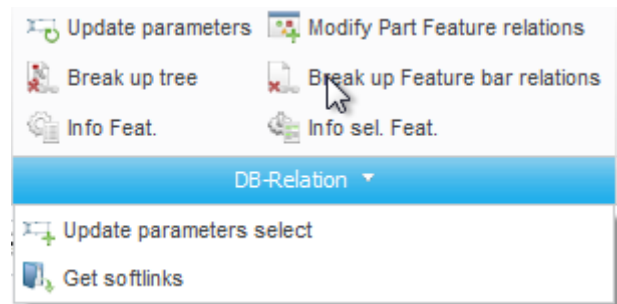 Update parameters Modify Part Feature relations
Break up tree Break up Feature bar relations
Info Feat. Info sel. Feat.
DB-Relation
Update parameters select
Get softlinks